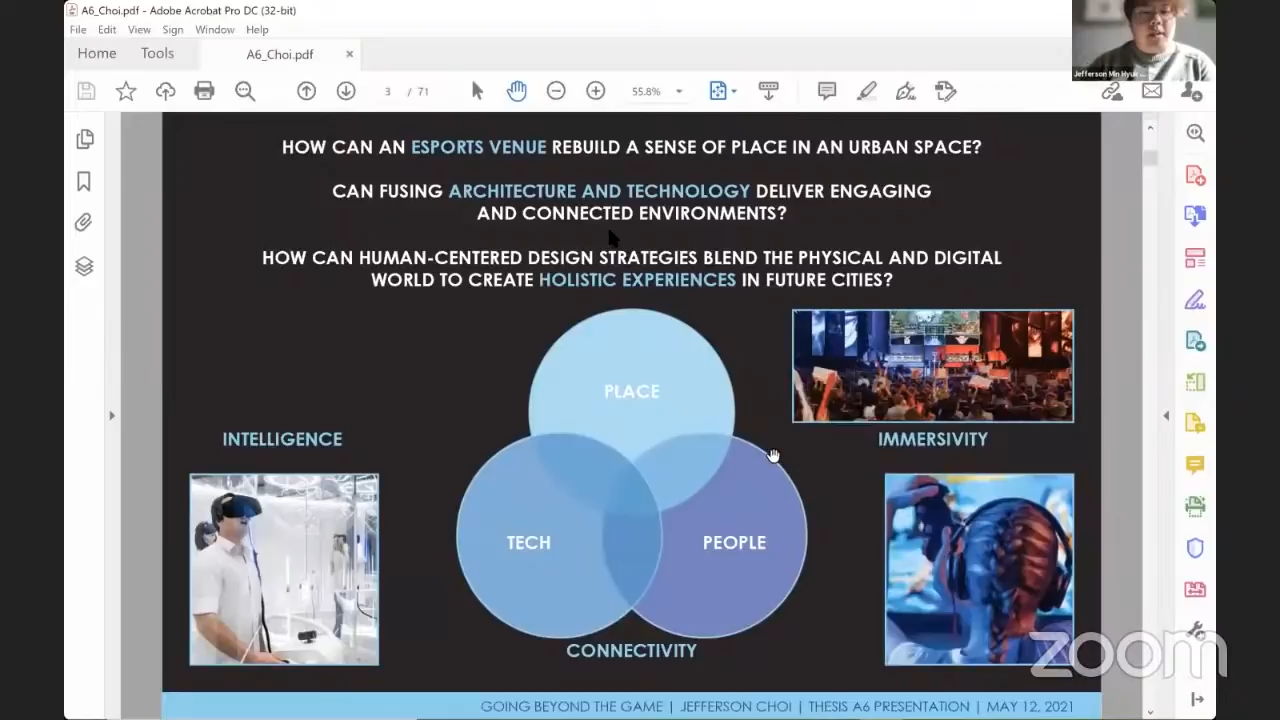 A6_Choi.pdf - Adobe Acrobat Pro DC (32-bit)
File Edit View Sign Window Help
Home Tools A6_Choi.pdf ×
3 / 71 55.8%
Jefferson Min Hyuk ...
HOW CAN AN ESPORTS VENUE REBUILD A SENSE OF PLACE IN AN URBAN SPACE?
CAN FUSING ARCHITECTURE AND TECHNOLOGY DELIVER ENGAGING
AND CONNECTED ENVIRONMENTS?
HOW CAN HUMAN-CENTERED DESIGN STRATEGIES BLEND THE PHYSICAL AND DIGITAL
WORLD TO CREATE HOLISTIC EXPERIENCES IN FUTURE CITIES?
PLACE
INTELLIGENCE
IMMERSIVITY
TECH
PEOPLE
CONNECTIVITY
zoom
GOING BEYOND THE GAME | JEFFERSON CHOI | THESIS A6 PRESENTATION | MAY 12, 2021